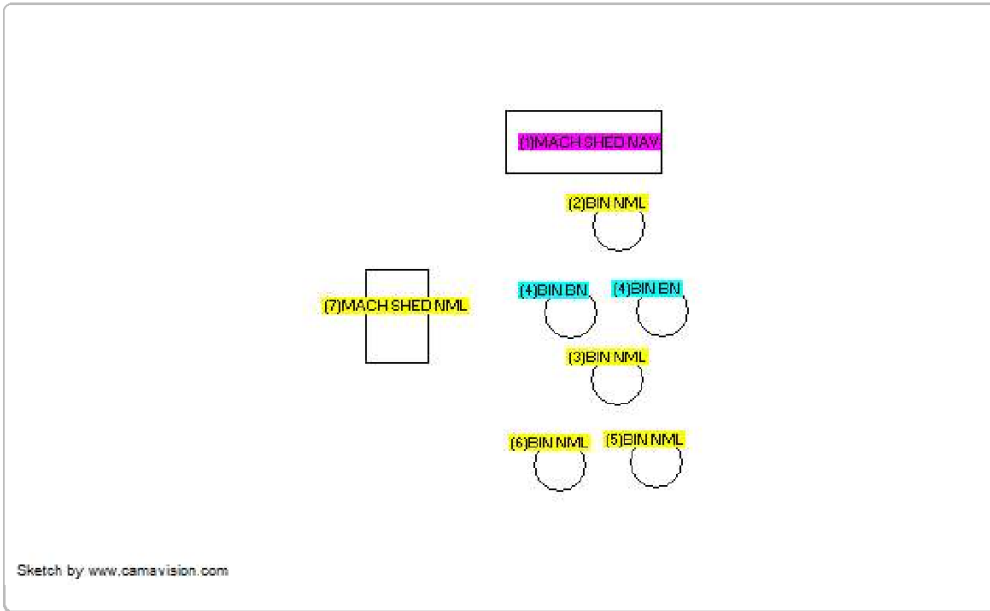 (1)MACH SHED NAV
(2)BIN NML
(4)BIN BN
(4)BIN BN
(7)MACH SHED NML
(3)BIN NML
(6)BIN NML
(5)BIN NML
Sketch by www.camavision.com